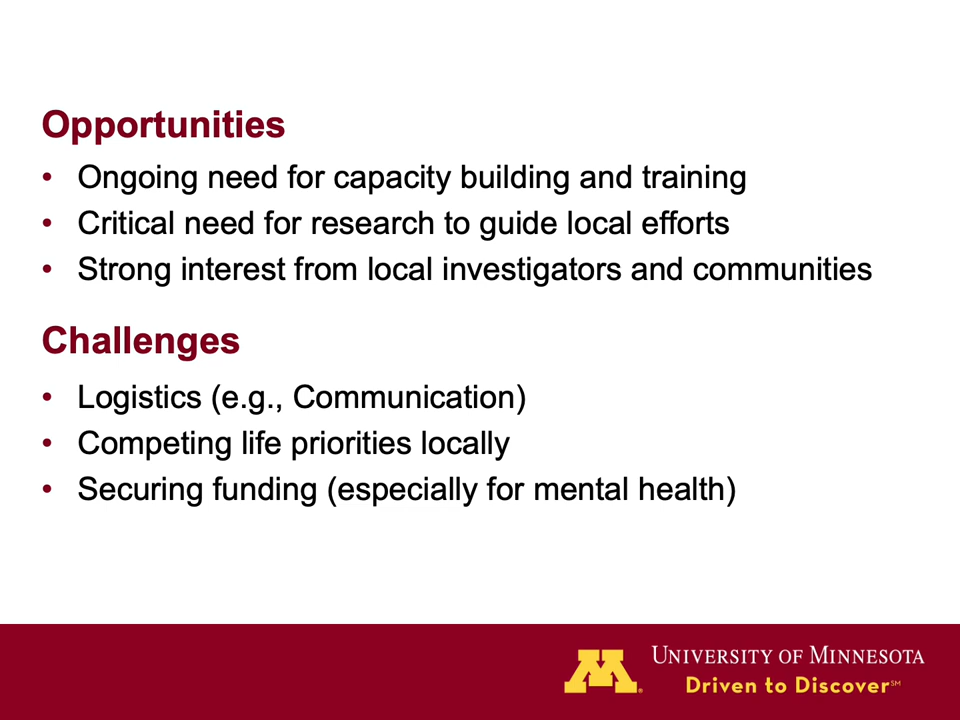 Opportunities
• Ongoing need for capacity building and training
• Critical need for research to guide local efforts
• Strong interest from local investigators and communities
Challenges
• Logistics (e.g., Communication)
• Competing life priorities locally
• Securing funding (especially for mental health)
M
UNIVERSITY OF MINNESOTA
Driven to Discover℠